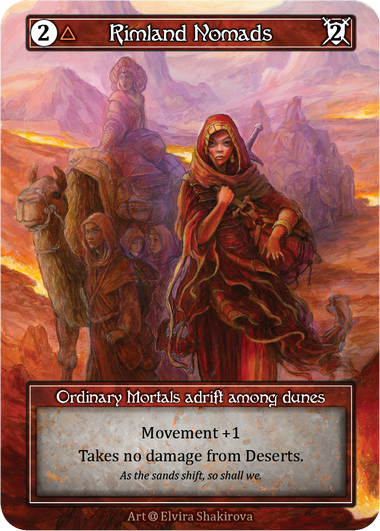 2 Rimland Nomads 2
Ordinary Mortals adrift among dunes
Movement +1
Takes no damage from Deserts.
As the sands shift, so shall we.
Art @ Elvira Shakirova